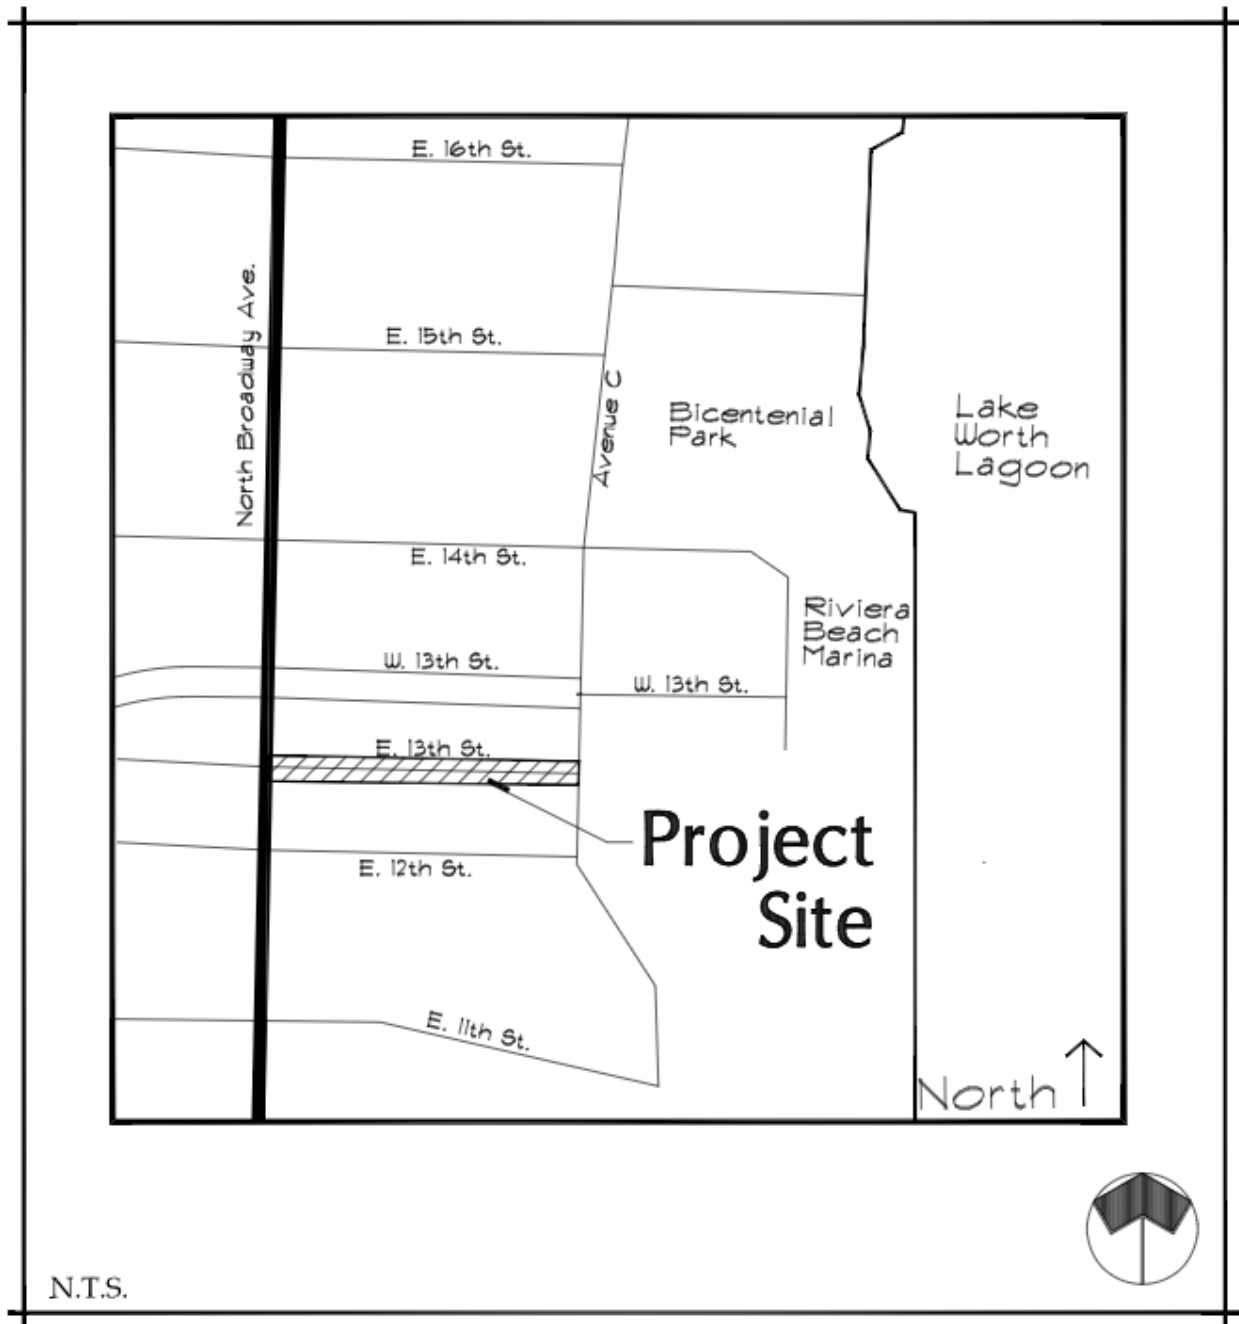 E. 16th St.
North Broadway Ave.
E. 15th St.
Avenue C
Bicentenial
Park
Lake
Worth
Lagoon
E. 14th St.
Riviera
Beach
Marina
W. 13th St.
W. 13th St.
E. 13th St.
Project
Site
E. 12th St.
E. 11th St.
North
N.T.S.